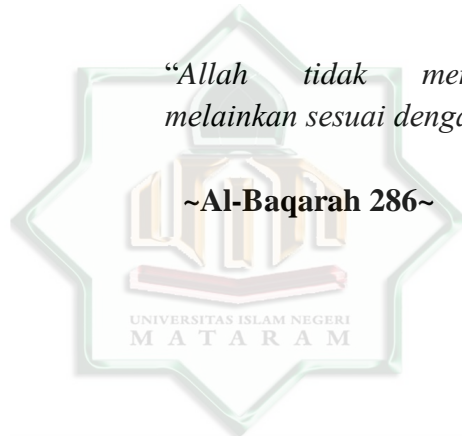 “Allah tidak
melainkan sesuai
~Al-Baqarah 286~
UNIVERSITAS ISLAM NEGERI
MATARAM